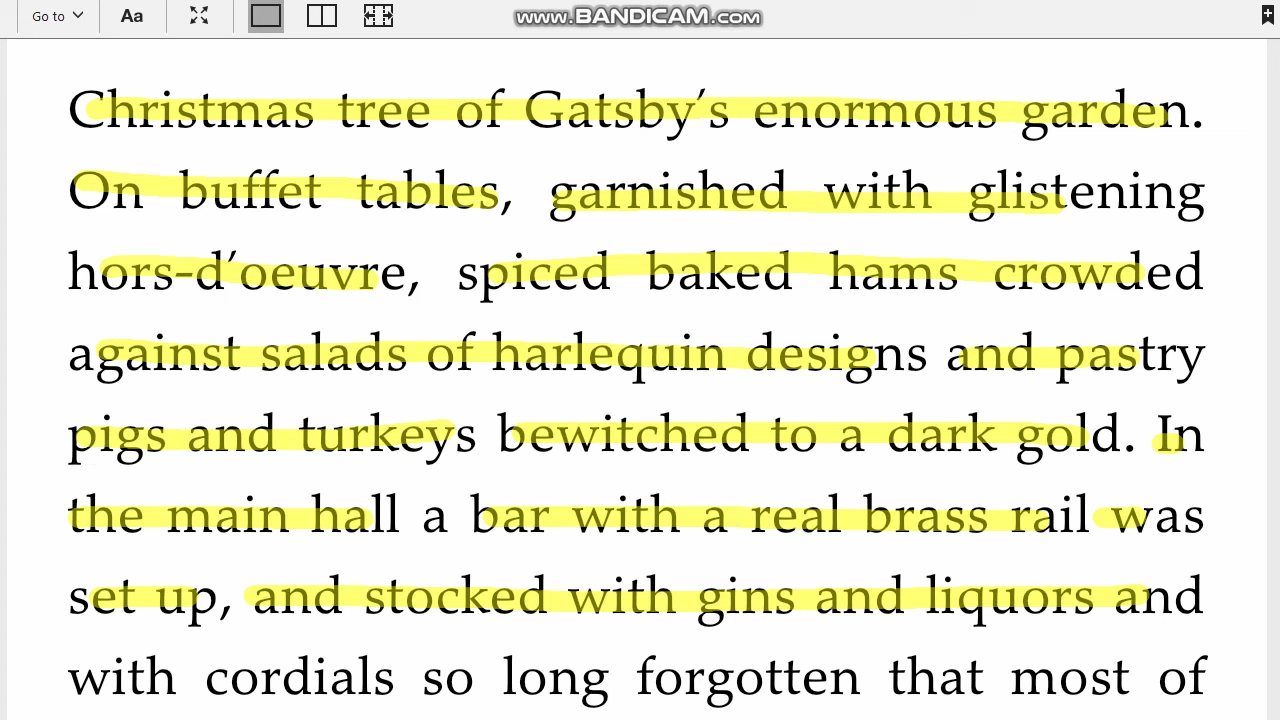 Go to Aa www.BANDICAM.com
Christmas tree of Gatsby’s enormous garden.
On buffet tables, garnished with glistening
hors-d’oeuvre, spiced baked hams crowded
against salads of harlequin designs and pastry
pigs and turkeys bewitched to a dark gold. In
the main hall a bar with a real brass rail was
set up, and stocked with gins and liquors and
with cordials so long forgotten that most of